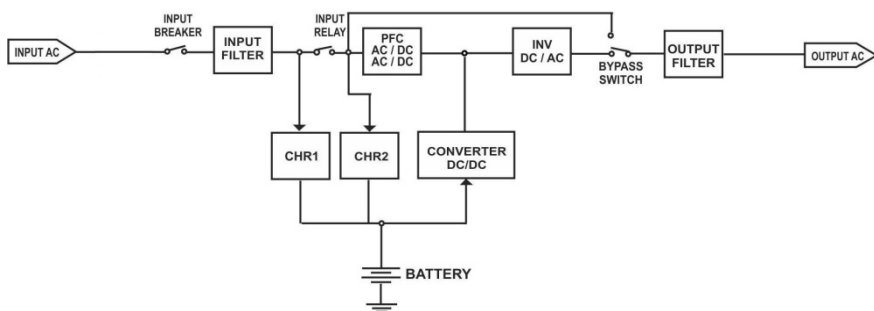 INPUT AC
INPUT
BREAKER
INPUT
FILTER
INPUT
RELAY
PFC
AC / DC
AC / DC
INV
DC / AC
BYPASS
SWITCH
OUTPUT
FILTER
OUTPUT AC
CHR1
CHR2
CONVERTER
DC/DC
BATTERY